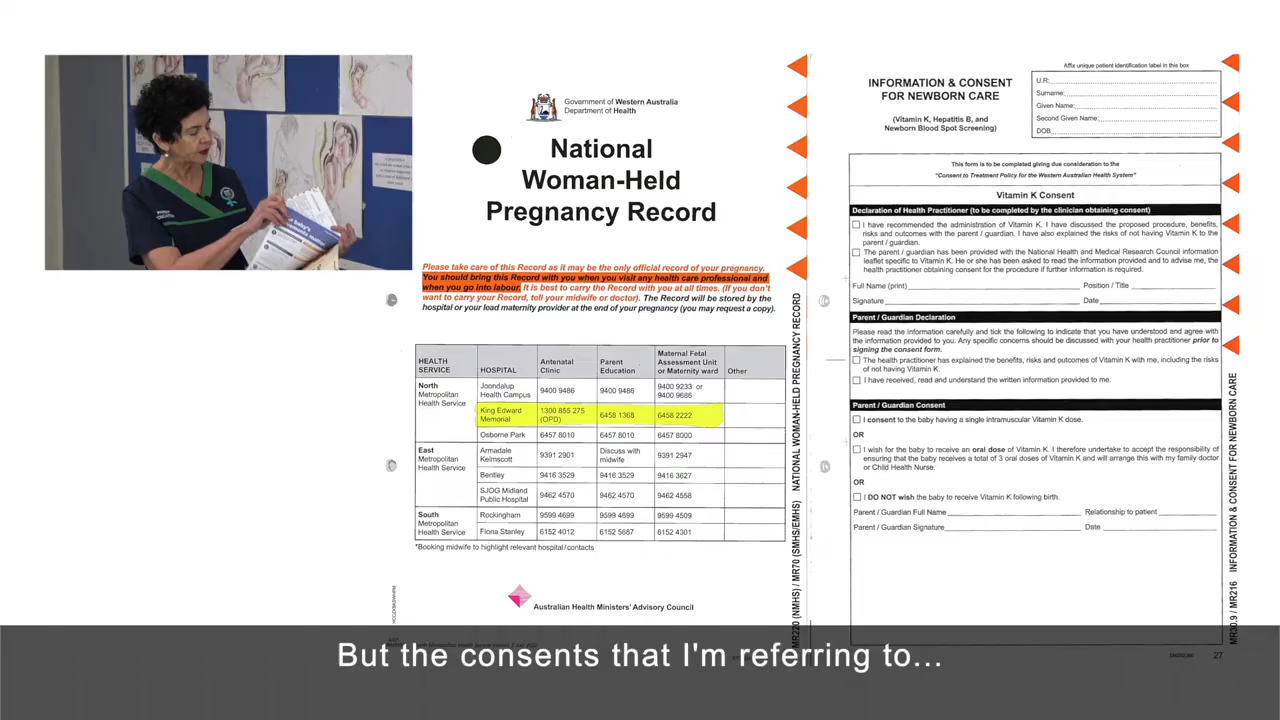 Government of Western Australia
Department of Health
National
Woman-Held
Pregnancy Record
Please take care of this Record as it may be the only official record of your pregnancy.
You should bring this Record with you when you visit any health care professional and
when you go into labour. It is best to carry the Record with you at all times. (If you don't
want to carry your Record, tell your midwife or doctor). The Record will be stored by the
hospital or your lead maternity provider at the end of your pregnancy (you may request a copy).
HEALTH SERVICE HOSPITAL Antenatal Clinic Parent Education Maternal Fetal Assessment Unit or Maternity ward Other
North Metropolitan Health Service Joondalup Health Campus 9400 9486 9400 9486 9400 9233 or 9400 9686
King Edward Memorial 1300 855 275 (OPD) 6458 1368 6458 2222
Osborne Park 6457 8010 6457 8010 6457 8000
East Metropolitan Health Service Armadale Kelmscott 9391 2901 Discuss with midwife 9391 2947
Bentley 9416 3529 9416 3529 9416 3627
SJOG Midland Public Hospital 9462 4570 9462 4570 9462 4558
South Metropolitan Health Service Rockingham 9599 4699 9599 4699 9599 4509
Fiona Stanley 6152 4012 6152 5687 6152 4301
*Booking midwife to highlight relevant hospital/contacts
Australian Health Ministers' Advisory Council
MR220 (NMHS) / MR70 (SMHS/EMHS) NATIONAL WOMAN-HELD PREGNANCY RECORD
INFORMATION & CONSENT
FOR NEWBORN CARE
(Vitamin K, Hepatitis B, and
Newborn Blood Spot Screening)
Affix unique patient identification label in this box
U.R:
Surname:
Given Name:
Second Given Name:
DOB
This form is to be completed giving due consideration to the
"Consent to Treatment Policy for the Western Australian Health System"
Vitamin K Consent
Declaration of Health Practitioner (to be completed by the clinician obtaining consent)
I have recommended the administration of Vitamin K. I have discussed the proposed procedure, benefits,
risks and outcomes with the parent / guardian. I have also explained the risks of not having Vitamin K to the
parent / guardian.
The parent / guardian has been provided with the National Health and Medical Research Council information
leaflet specific to Vitamin K. He or she has been asked to read the information provided and to advise me, the
health practitioner obtaining consent for the procedure if further information is required.
Full Name (print) Position / Title
Signature Date
Parent / Guardian Declaration
Please read the information carefully and tick the following to indicate that you have understood and agree with
the information provided to you. Any specific concerns should be discussed with your health practitioner prior to
signing the consent form.
The health practitioner has explained the benefits, risks and outcomes of Vitamin K with me, including the risks
of not having Vitamin K.
I have received, read and understand the written information provided to me.
Parent / Guardian Consent
I consent to the baby having a single intramuscular Vitamin K dose.
OR
I wish for the baby to receive an oral dose of Vitamin K. I therefore undertake to accept the responsibility of
ensuring that the baby receives a total of 3 oral doses of Vitamin K and will arrange this with my family doctor
or Child Health Nurse.
OR
I DO NOT wish the baby to receive Vitamin K following birth.
Parent / Guardian Full Name Relationship to patient
Parent / Guardian Signature Date
MR30.9 / MR216 INFORMATION & CONSENT FOR NEWBORN CARE
27
But the consents that I'm referring to...